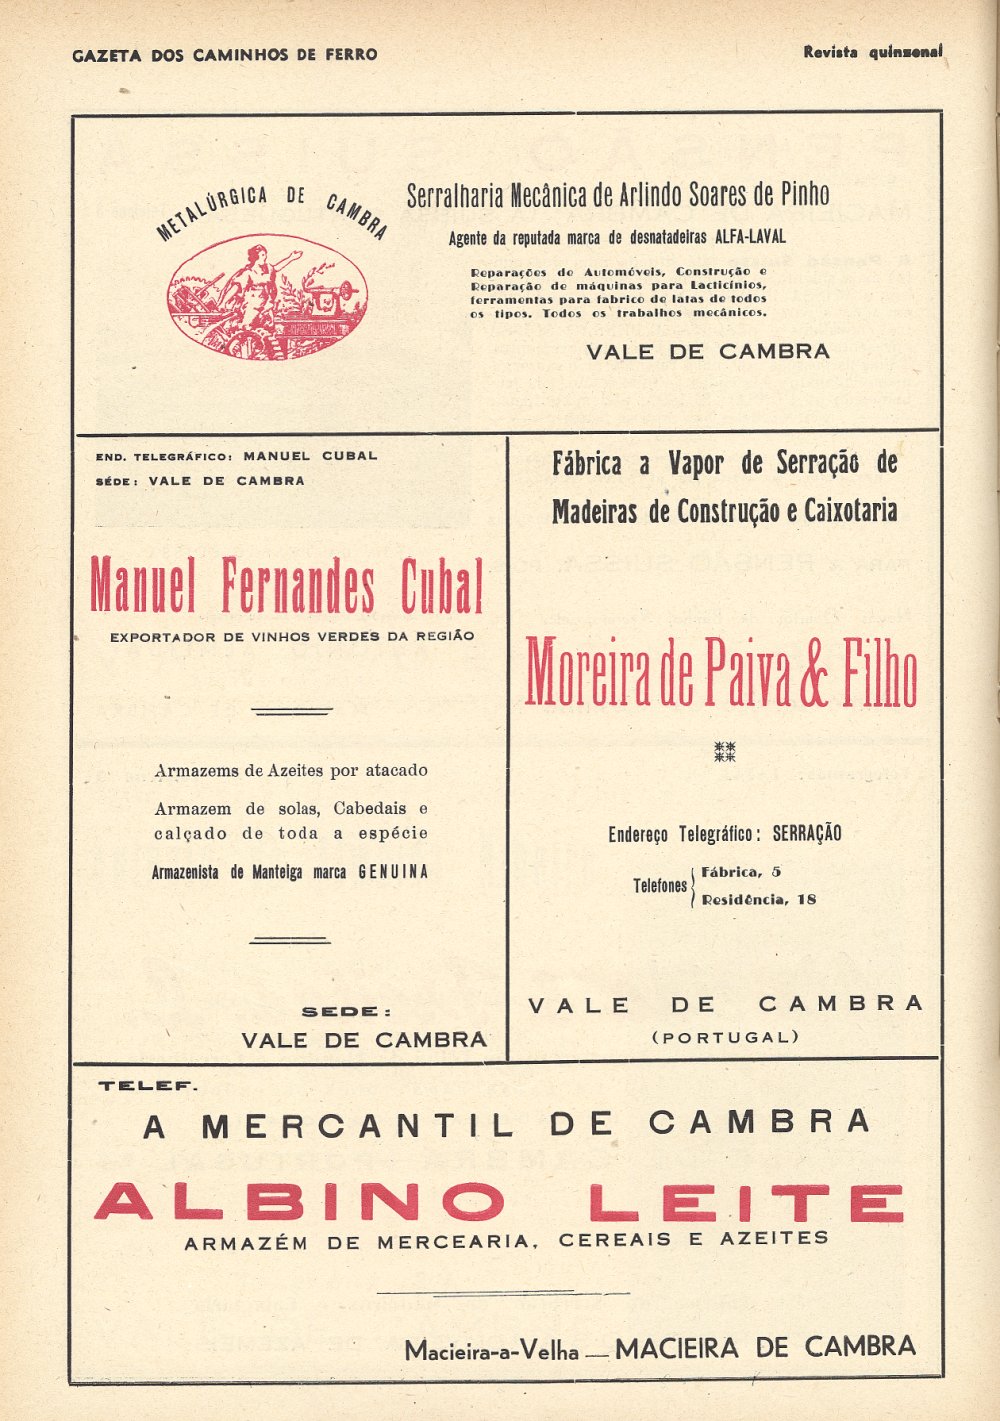 GAZETA DOS CAMINHOS DE FERRO
Revista quinzenal
METALÚRGICA DE CAMBRA
Serralharia Mecânica de Arlindo Soares de Pinho
Agente da reputada marca de desnatadeiras ALFA-LAVAL
Reparações de Automóveis, Construção e
Reparação de máquinas para Lacticínios,
ferramentas para fabrico de latas de todos
os tipos. Todos os trabalhos mecânicos.
VALE DE CAMBRA
END. TELEGRÁFICO: MANUEL CUBAL
SÉDE: VALE DE CAMBRA
Manuel Fernandes Cubal
EXPORTADOR DE VINHOS VERDES DA REGIÃO
Armazems de Azeites por atacado
Armazem de solas, Cabedais e
calçado de toda a espécie
Armazenista de Manteiga marca GENUINA
SEDE:
VALE DE CAMBRA
Fábrica a Vapor de Serração de
Madeiras de Construção e Caixotaria
Moreira de Paiva & Filho
Endereço Telegráfico: SERRAÇÃO
Telefones { Fábrica, 5
Residência, 18
VALE DE CAMBRA
(PORTUGAL)
TELEF.
A MERCANTIL DE CAMBRA
ALBINO LEITE
ARMAZÉM DE MERCEARIA, CEREAIS E AZEITES
Macieira-a-Velha — MACIEIRA DE CAMBRA